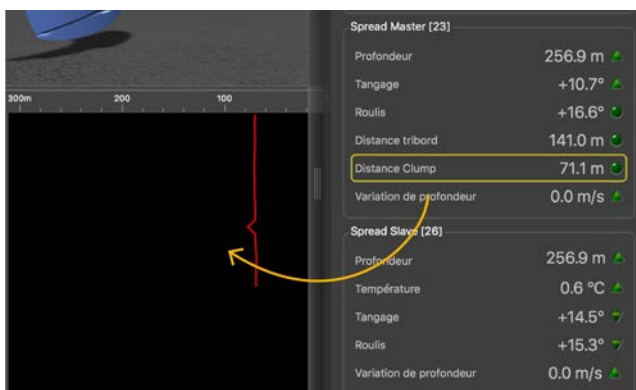 Spread Master [23]
Profondeur 256.9 m
Tangage +10.7°
Roulis +16.6°
Distance tribord 141.0 m
Distance Clump 71.1 m
Variation de profondeur 0.0 m/s
300m 200 100
Spread Slave [26]
Profondeur 256.9 m
Température 0.6 °C
Tangage +14.5°
Roulis +15.3°
Variation de profondeur 0.0 m/s